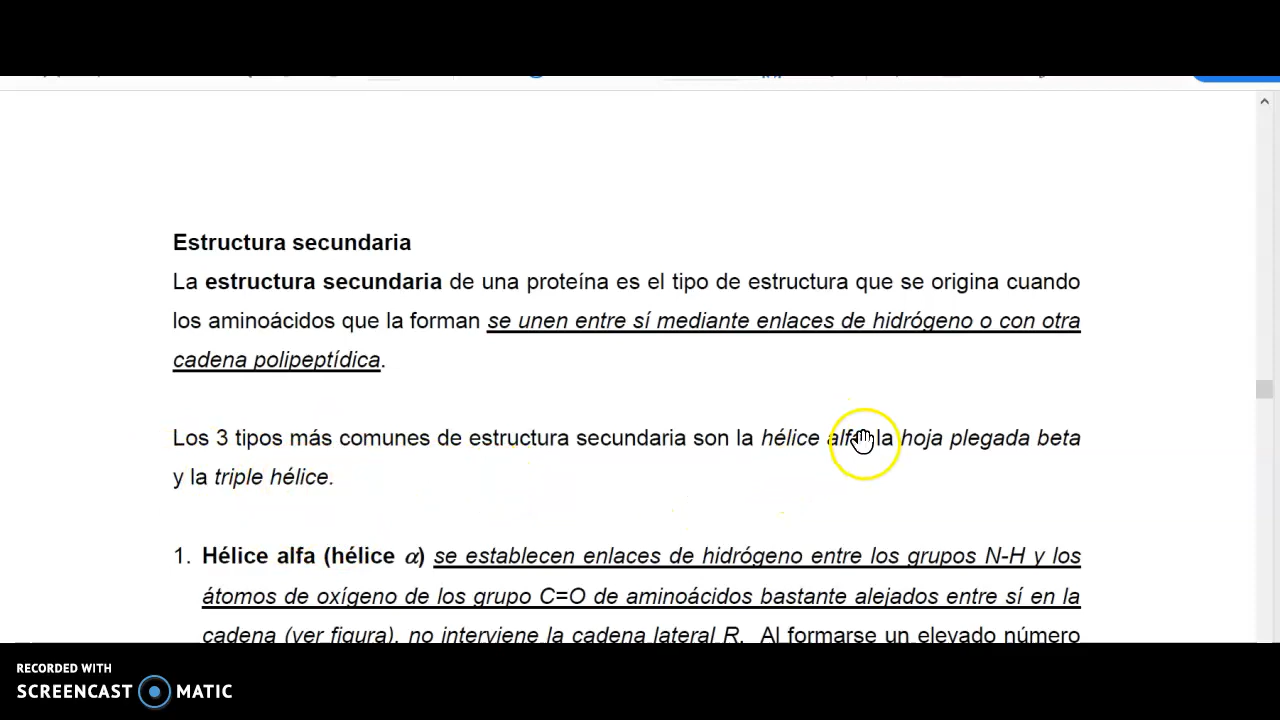 Estructura secundaria
La estructura secundaria de una proteína es el tipo de estructura que se origina cuando
los aminoácidos que la forman se unen entre sí mediante enlaces de hidrógeno o con otra
cadena polipeptídica.
Los 3 tipos más comunes de estructura secundaria son la hélice alfa, la hoja plegada beta
y la triple hélice.
1. Hélice alfa (hélice α) se establecen enlaces de hidrógeno entre los grupos N-H y los
átomos de oxígeno de los grupo C=O de aminoácidos bastante alejados entre sí en la
cadena (ver figura), no interviene la cadena lateral R. Al formarse un elevado número
RECORDED WITH
SCREENCAST MATIC